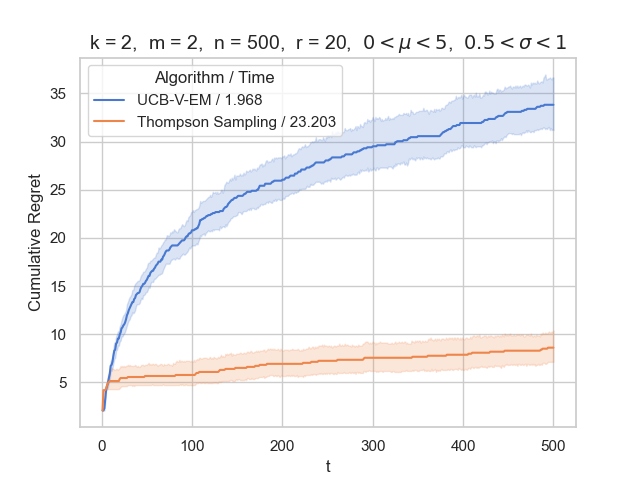 k = 2,  m = 2,  n = 500,  r = 20,  0 < μ < 5,  0.5 < σ < 1
Algorithm / Time
UCB-V-EM / 1.968
Thompson Sampling / 23.203
Cumulative Regret
35
30
25
20
15
10
5
0 100 200 300 400 500
t